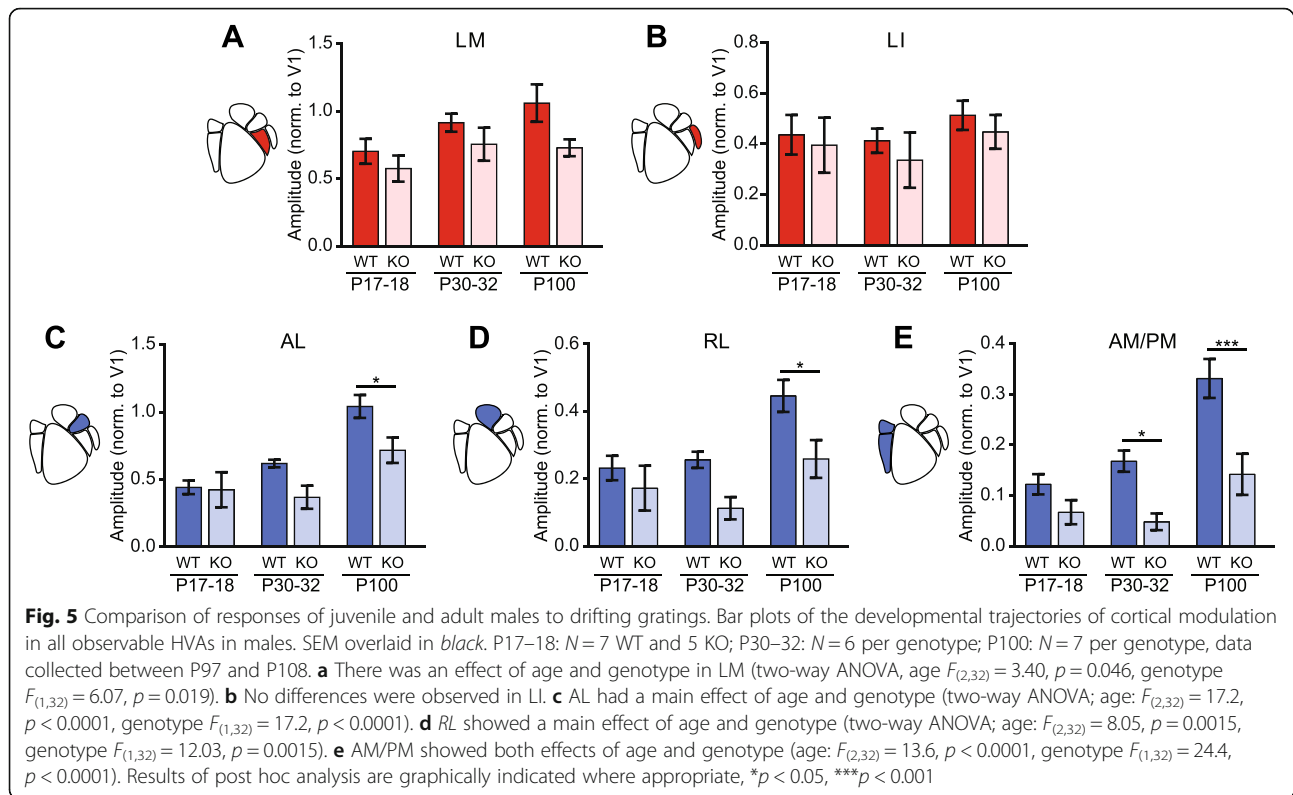 A
LM
Amplitude (norm. to V1)
1.5
1.0
0.5
0.0
WT KO WT KO WT KO
P17-18 P30-32 P100
B
LI
Amplitude (norm. to V1)
0.8
0.6
0.4
0.2
0.0
WT KO WT KO WT KO
P17-18 P30-32 P100
C
AL
Amplitude (norm. to V1)
1.5
1.0
0.5
0.0
*
WT KO WT KO WT KO
P17-18 P30-32 P100
D
RL
Amplitude (norm. to V1)
0.6
0.4
0.2
0.0
*
WT KO WT KO WT KO
P17-18 P30-32 P100
E
AM/PM
Amplitude (norm. to V1)
0.4
0.3
0.2
0.1
0.0
*
***
WT KO WT KO WT KO
P17-18 P30-32 P100
Fig. 5 Comparison of responses of juvenile and adult males to drifting gratings. Bar plots of the developmental trajectories of cortical modulation
in all observable HVAs in males. SEM overlaid in black. P17–18: N = 7 WT and 5 KO; P30–32: N = 6 per genotype; P100: N = 7 per genotype, data
collected between P97 and P108. a There was an effect of age and genotype in LM (two-way ANOVA, age F(2,32) = 3.40, p = 0.046, genotype
F(1,32) = 6.07, p = 0.019). b No differences were observed in LI. c AL had a main effect of age and genotype (two-way ANOVA; age: F(2,32) = 17.2,
p < 0.0001, genotype F(1,32) = 17.2, p < 0.0001). d RL showed a main effect of age and genotype (two-way ANOVA; age: F(2,32) = 8.05, p = 0.0015,
genotype F(1,32) = 12.03, p = 0.0015). e AM/PM showed both effects of age and genotype (age: F(2,32) = 13.6, p < 0.0001, genotype F(1,32) = 24.4,
p < 0.0001). Results of post hoc analysis are graphically indicated where appropriate, *p < 0.05, ***p < 0.001